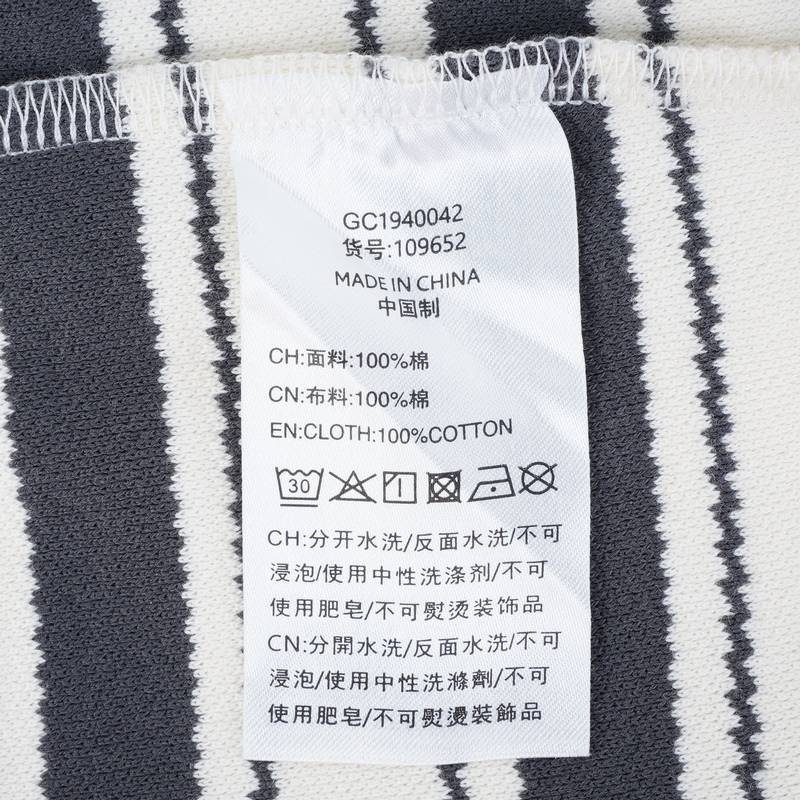 GC1940042
货号:109652
MADE IN CHINA
中国制
CH:面料:100%棉
CN:布料:100%棉
EN:CLOTH:100%COTTON
30
CH:分开水洗/反面水洗/不可
浸泡/使用中性洗涤剂/不可
使用肥皂/不可熨烫装饰品
CN:分開水洗/反面水洗/不可
浸泡/使用中性洗滌劑/不可
使用肥皂/不可熨燙裝飾品